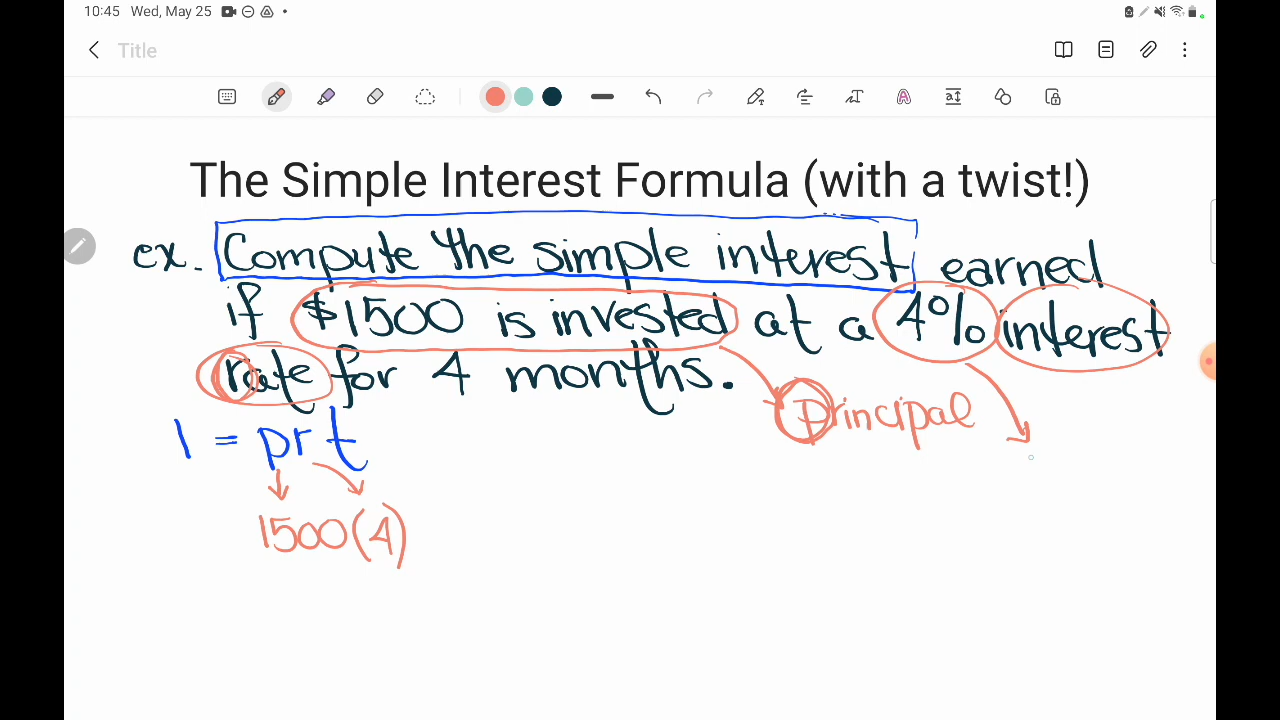 10:45 Wed, May 25
Title
The Simple Interest Formula (with a twist!)
ex. Compute the simple interest earned
if $1500 is invested at a 4% interest
rate for 4 months.
principal
I = prt
1500(4)